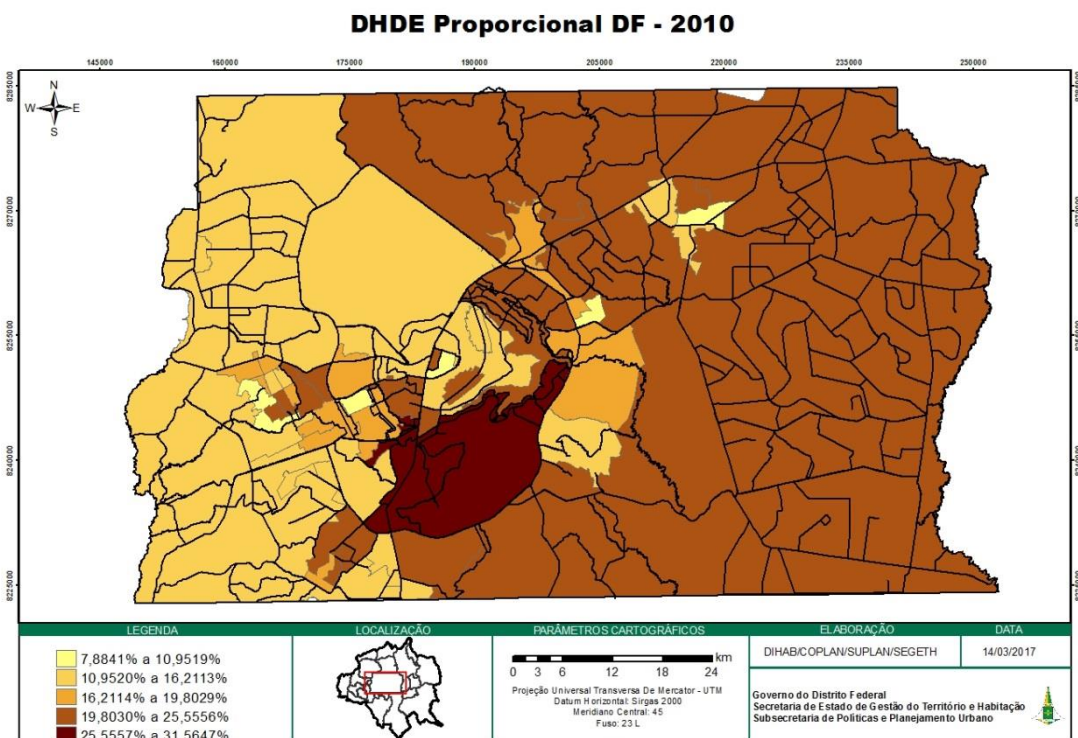 DHDE Proporcional DF - 2010
145000 160000 175000 190000 205000 220000 235000 250000
N
W E
S
8285000
8270000
8255000
8240000
8225000
LEGENDA
7,8841% a 10,9519%
10,9520% a 16,2113%
16,2114% a 19,8029%
19,8030% a 25,5556%
25,5557% a 31,5647%
LOCALIZAÇÃO
PARÂMETROS CARTOGRÁFICOS
km
0 3 6 12 18 24
Projeção Universal Transversa De Mercator - UTM
Datum Horizontal: Sirgas 2000
Meridiano Central: 45
Fuso: 23 L
ELABORAÇÃO
DIHAB/COPLAN/SUPLAN/SEGETH
DATA
14/03/2017
Governo do Distrito Federal
Secretaria de Estado de Gestão do Território e Habitação
Subsecretaria de Políticas e Planejamento Urbano